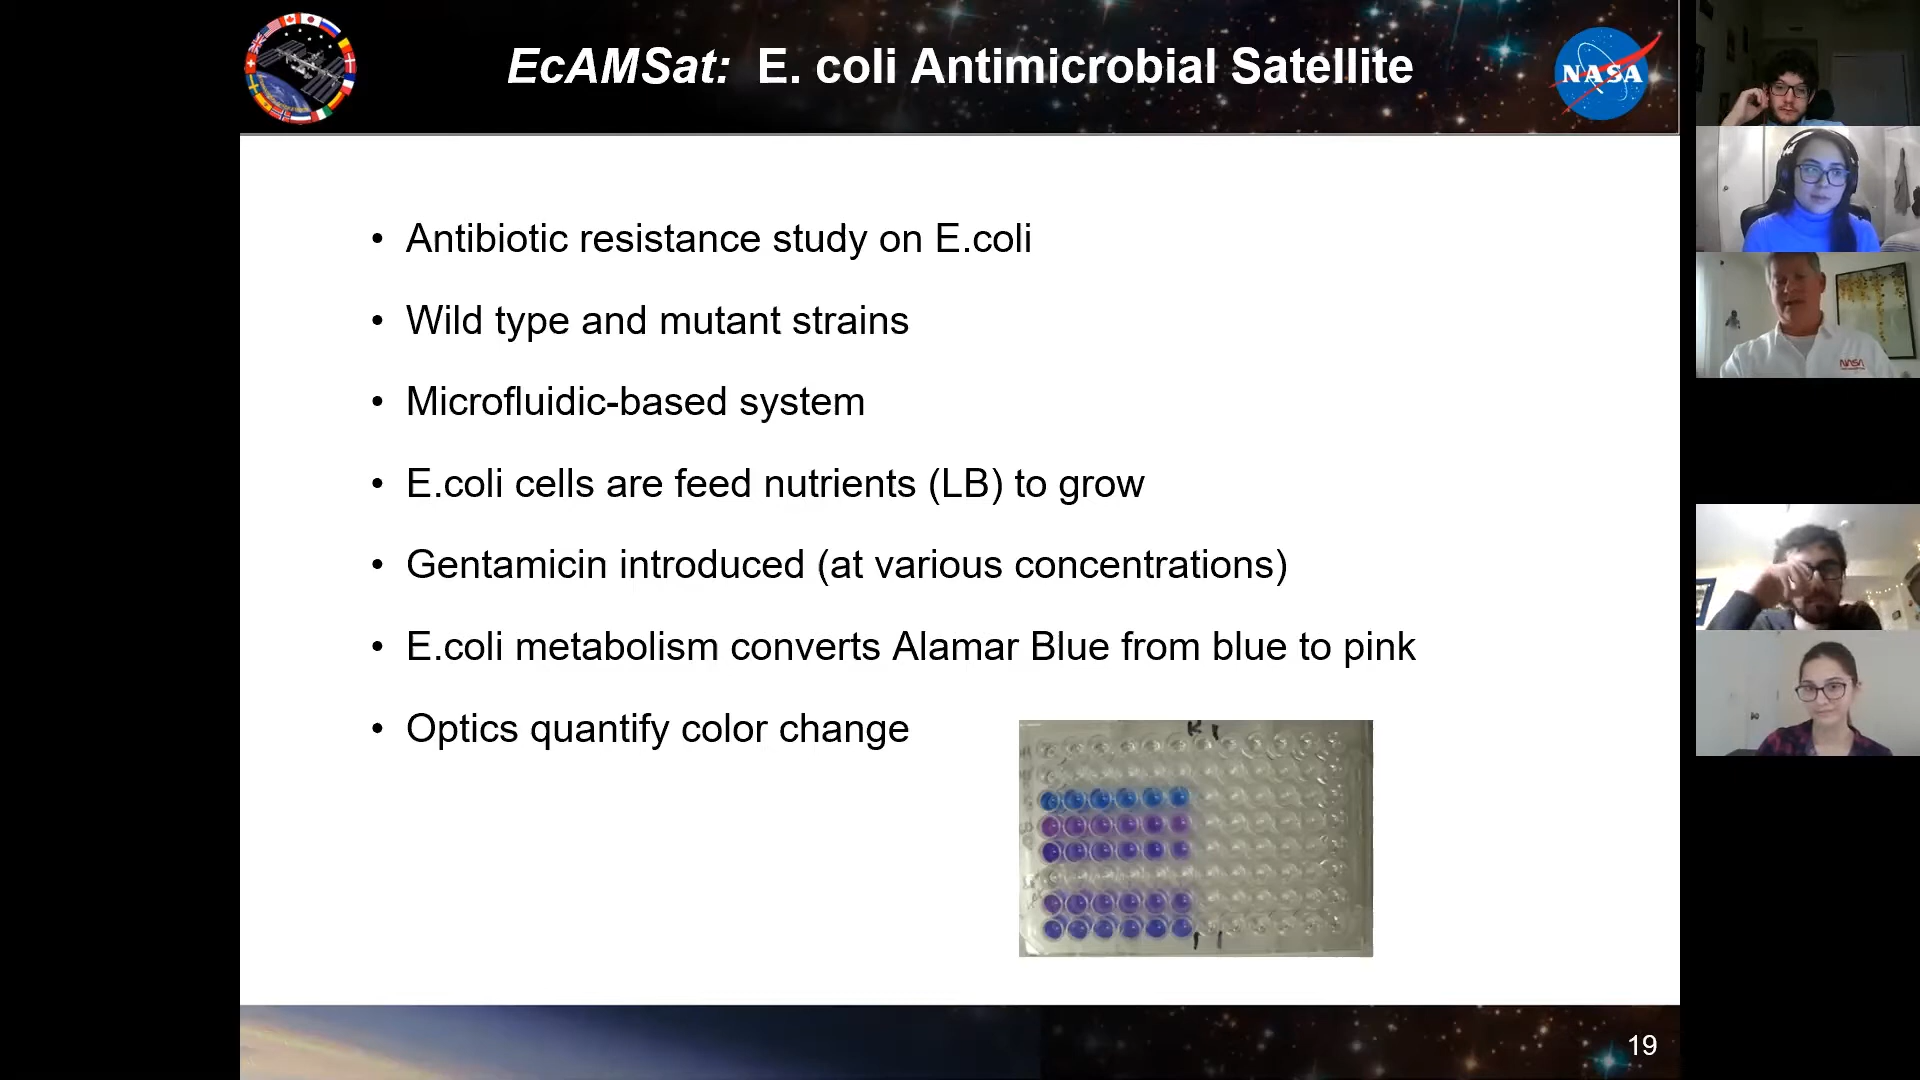 EcAMSat: E. coli Antimicrobial Satellite
NASA
• Antibiotic resistance study on E.coli
• Wild type and mutant strains
• Microfluidic-based system
• E.coli cells are feed nutrients (LB) to grow
• Gentamicin introduced (at various concentrations)
• E.coli metabolism converts Alamar Blue from blue to pink
• Optics quantify color change
19
NASA